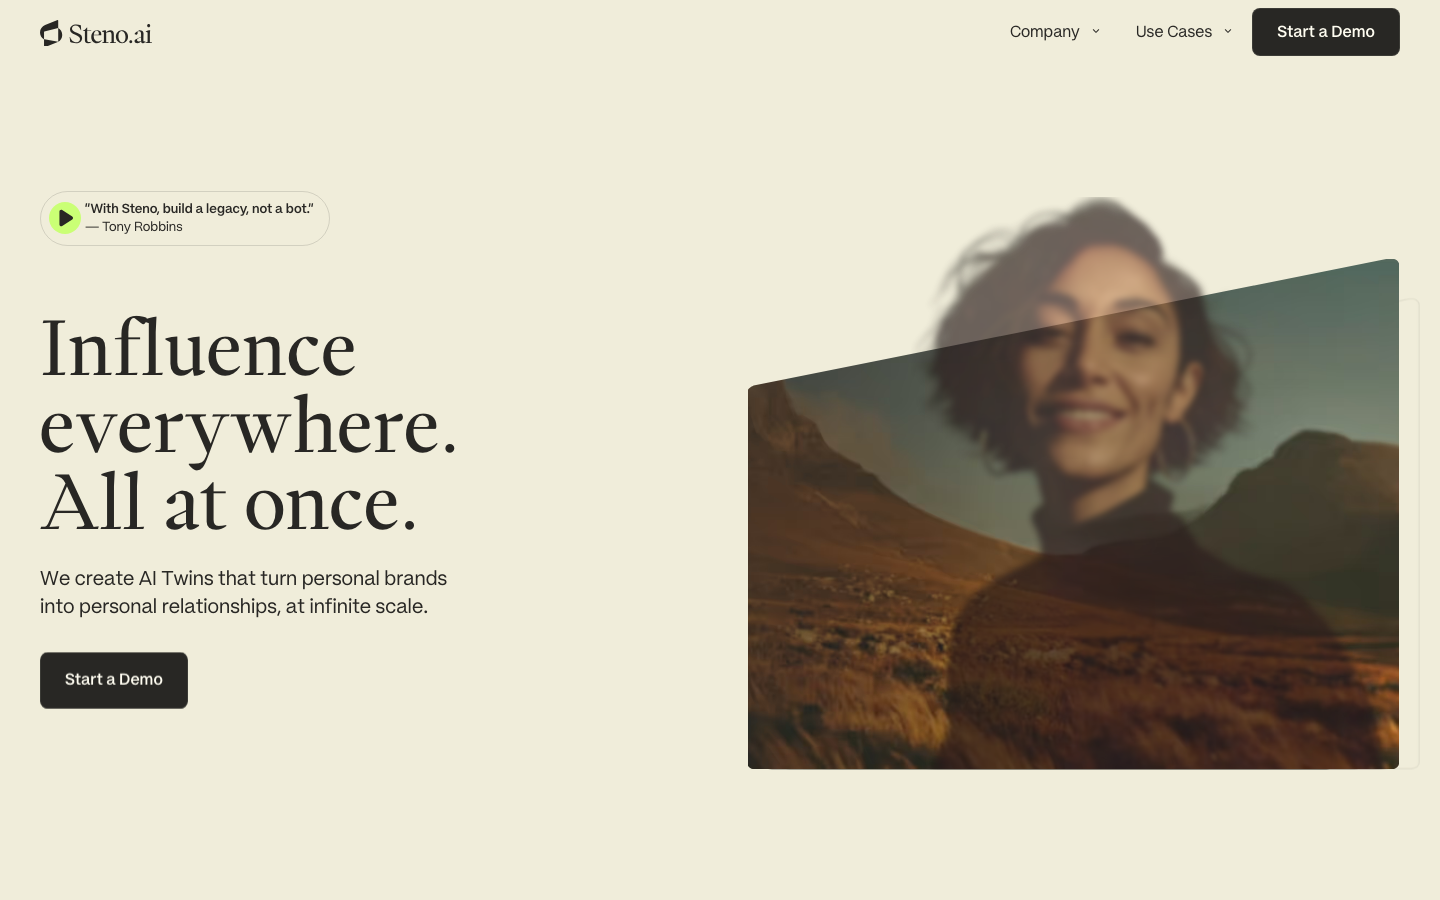 Steno.ai
Company
Use Cases
Start a Demo
"With Steno, build a legacy, not a bot."
— Tony Robbins
Influence
everywhere.
All at once.
We create AI Twins that turn personal brands
into personal relationships, at infinite scale.
Start a Demo